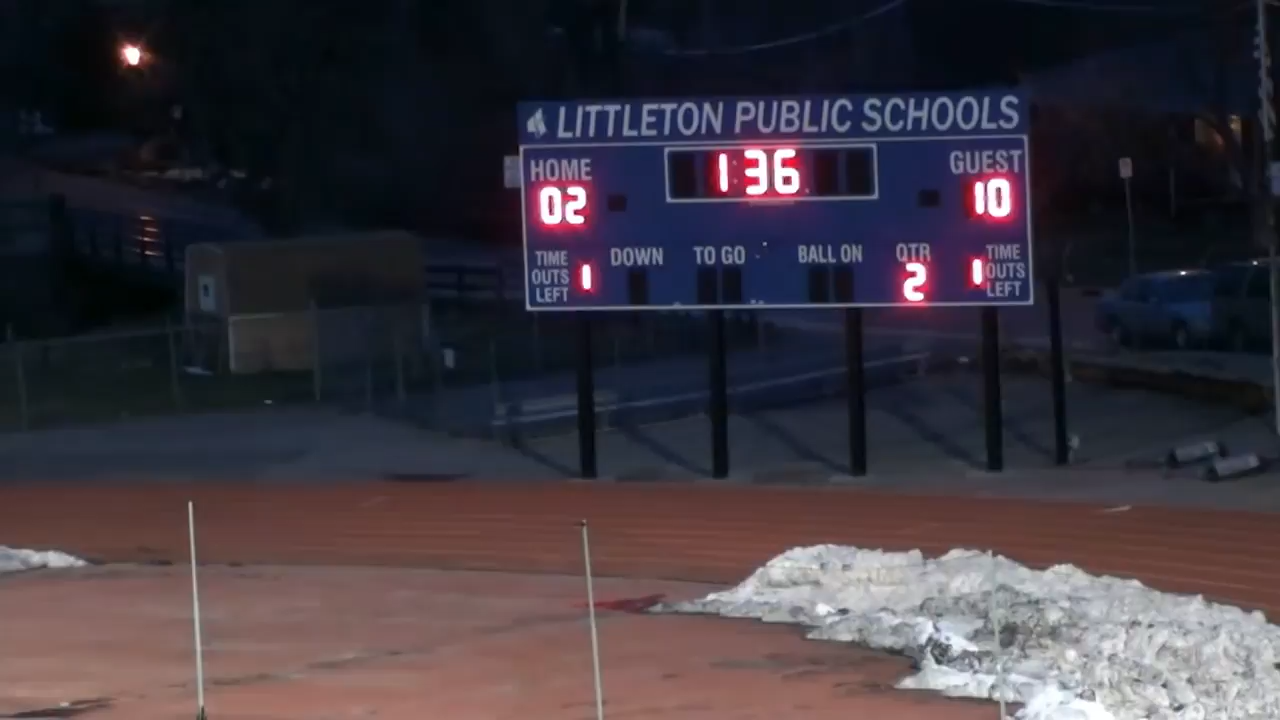 LITTLETON PUBLIC SCHOOLS
HOME 1:36 GUEST
02 10
TIME OUTS LEFT 1 DOWN TO GO BALL ON QTR 2 1 TIME OUTS LEFT